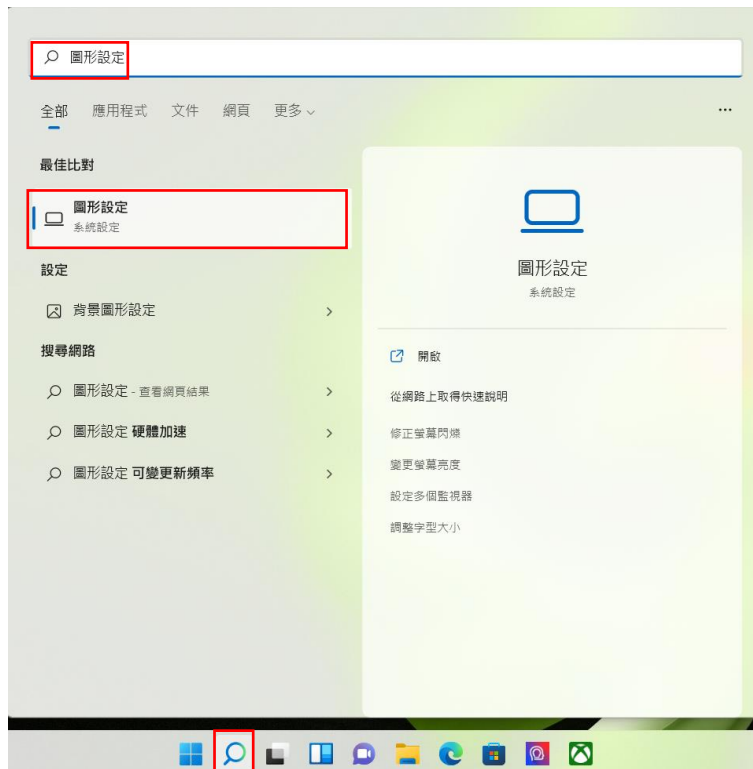 圖形設定
全部 應用程式 文件 網頁 更多
最佳比對
圖形設定
系統設定
設定
背景圖形設定
搜尋網路
圖形設定 - 查看網頁結果
圖形設定 硬體加速
圖形設定 可變更新頻率
圖形設定
系統設定
開啟
從網路上取得快速說明
修正螢幕閃爍
變更螢幕亮度
設定多個監視器
調整字型大小